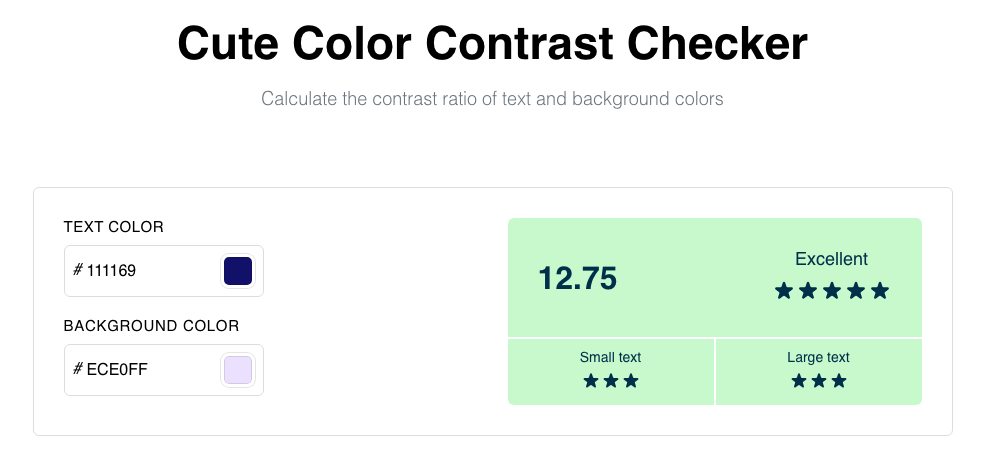 Cute Color Contrast Checker
Calculate the contrast ratio of text and background colors
TEXT COLOR
# 111169
BACKGROUND COLOR
# ECE0FF
12.75
Excellent
Small text
Large text